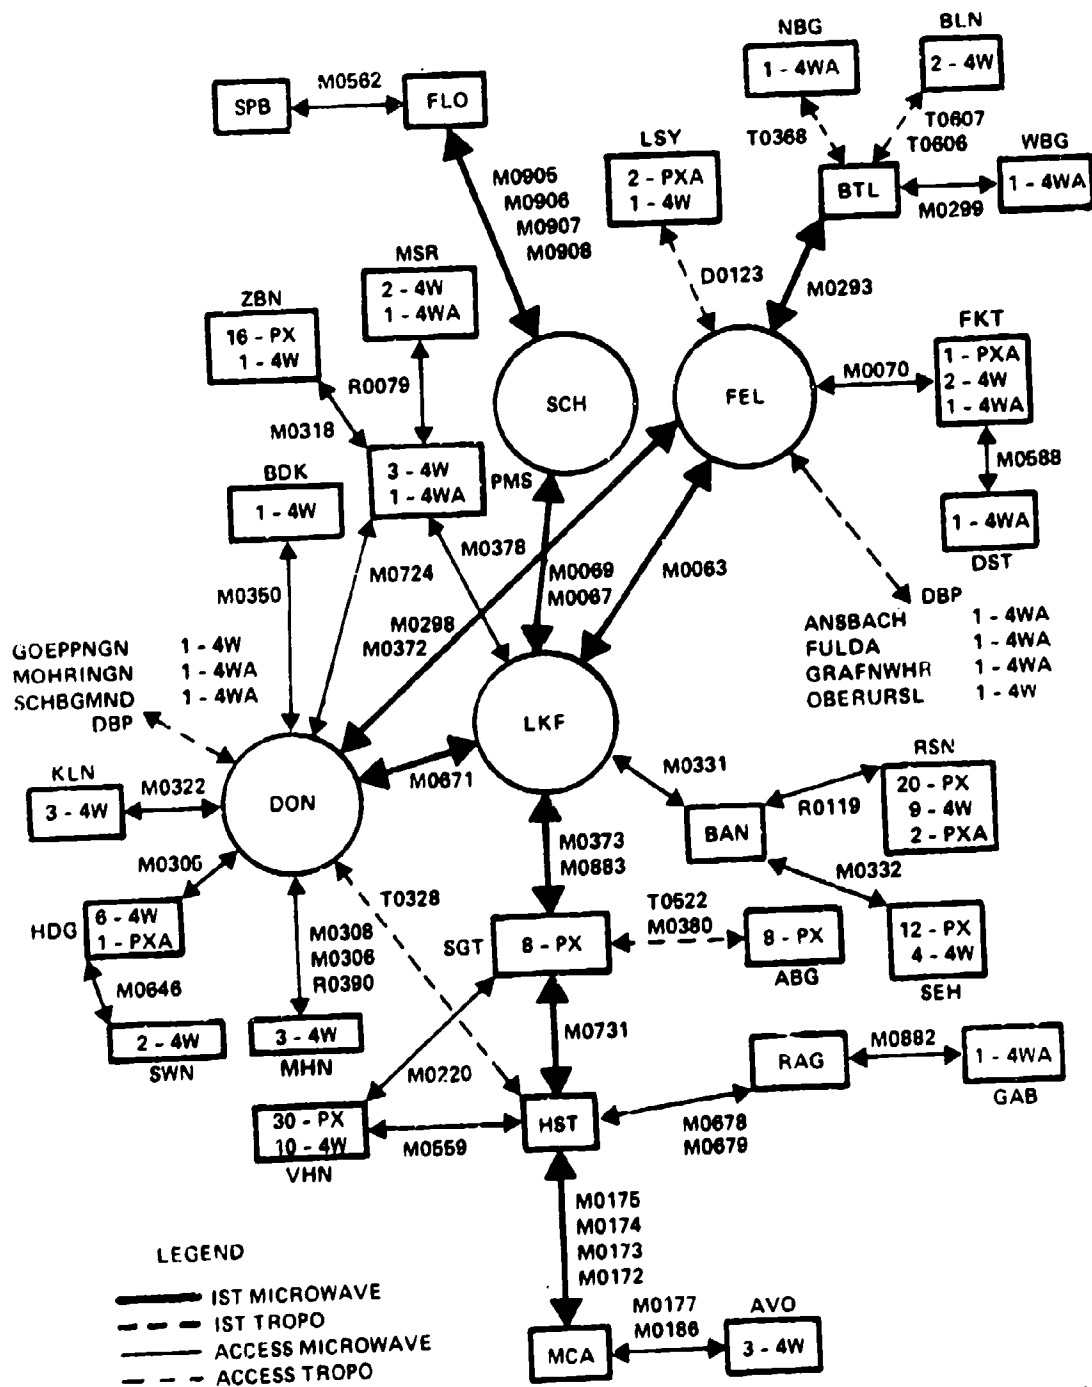 NBG
1 - 4WA
BLN
2 - 4W
SPB
M0562
FLO
T0368
T0607
T0606
LSY
2 - PXA
1 - 4W
BTL
WBG
1 - 4WA
M0299
M0905
M0906
M0907
M0908
MSR
2 - 4W
1 - 4WA
D0123
M0293
ZBN
16 - PX
1 - 4W
R0079
SCH
FEL
M0070
FKT
1 - PXA
2 - 4W
1 - 4WA
M0318
M0588
BDK
1 - 4W
3 - 4W
1 - 4WA
PMS
1 - 4WA
DST
M0378
M0724
M0069
M0067
M0063
M0350
M0298
M0372
DBP
ANSBACH 1 - 4WA
FULDA 1 - 4WA
GRAFNWHR 1 - 4WA
OBERURSL 1 - 4W
GOEPPNGN 1 - 4W
MOHRINGN 1 - 4WA
SCHBGMND 1 - 4WA
DBP
LKF
KLN
3 - 4W
M0322
DON
M0671
M0331
RSN
20 - PX
9 - 4W
2 - PXA
R0119
BAN
M0373
M0883
M0332
M0306
T0328
HDG
6 - 4W
1 - PXA
M0308
M0306
R0390
SGT
8 - PX
T0522
M0380
8 - PX
ABG
12 - PX
4 - 4W
SEH
M0646
2 - 4W
SWN
3 - 4W
MHN
M0731
M0220
RAG
M0882
1 - 4WA
GAB
30 - PX
10 - 4W
VHN
M0559
HST
M0678
M0679
M0175
M0174
M0173
M0172
LEGEND
IST MICROWAVE
IST TROPO
ACCESS MICROWAVE
ACCESS TROPO
MCA
M0177
M0186
AVO
3 - 4W